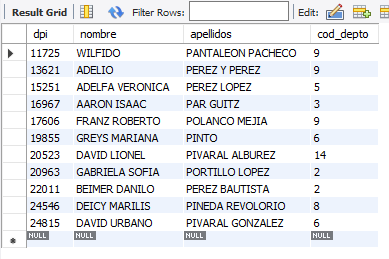 Result Grid Filter Rows: Edit:
dpi nombre apellidos cod_depto
11725 WILFIDO PANTALEON PACHECO 9
13621 ADELIO PEREZ Y PEREZ 9
15251 ADELFA VERONICA PEREZ LOPEZ 5
16967 AARON ISAAC PAR GUITZ 3
17606 FRANZ ROBERTO POLANCO MEJIA 9
19855 GREYS MARIANA PINTO 6
20523 DAVID LIONEL PIVARAL ALBUREZ 14
20963 GABRIELA SOFIA PORTILLO LOPEZ 2
22011 BEIMER DANILO PEREZ BAUTISTA 2
24546 DEICY MARILIS PINEDA REVOLORIO 8
24815 DAVID URBANO PIVARAL GONZALEZ 6
NULL NULL NULL NULL